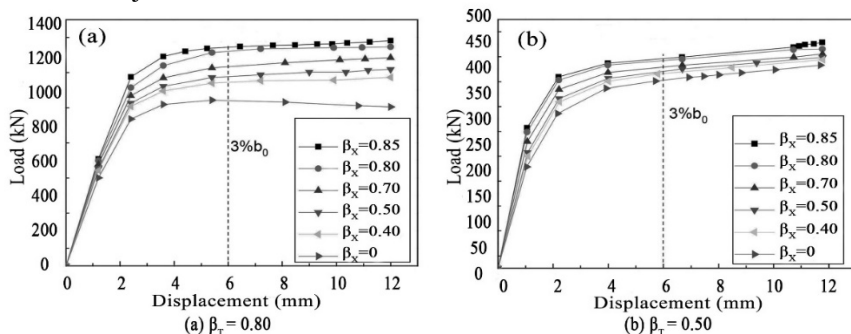 (a)
1400
1200
1000
800
600
400
200
0
Load (kN)
3%b₀
βX=0.85
βX=0.80
βX=0.70
βX=0.50
βX=0.40
βX=0
0 2 4 6 8 10 12
Displacement (mm)
(a) βT = 0.80
(b)
500
450
400
350
400
250
200
350
300
50
0
Load (kN)
3%b₀
βX=0.85
βX=0.80
βX=0.70
βX=0.50
βX=0.40
βX=0
0 2 4 6 8 10 12
Displacement (mm)
(b) βT = 0.50